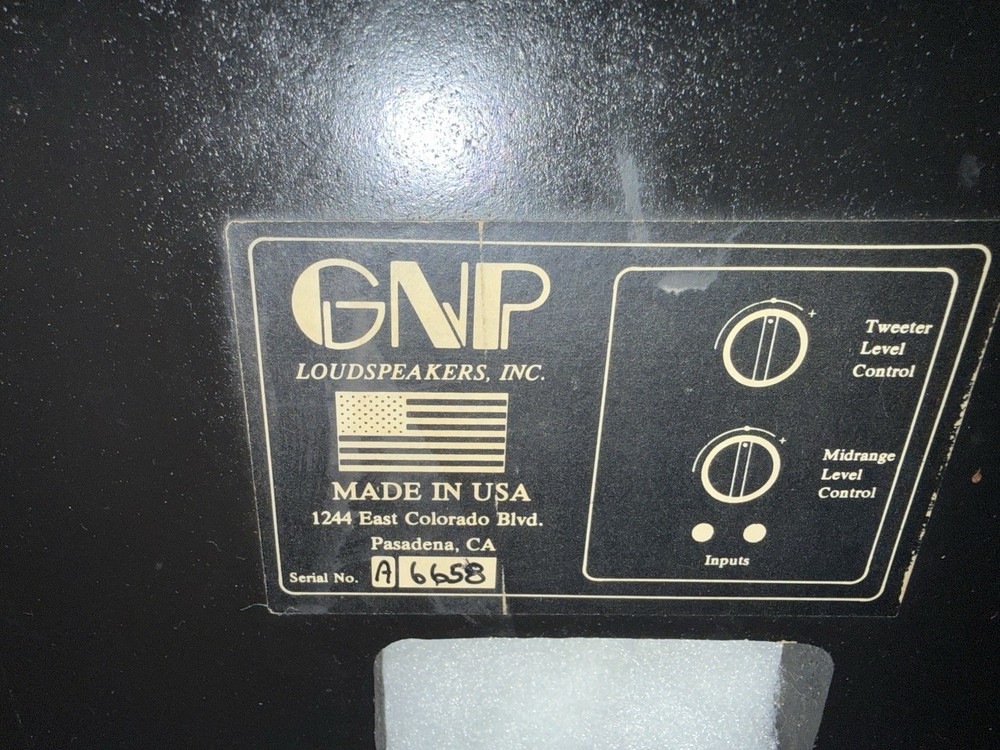 GNP
LOUDSPEAKERS, INC.
MADE IN USA
1244 East Colorado Blvd.
Pasadena, CA
Serial No. A 6658
+
Tweeter
Level
Control
+
Midrange
Level
Control
Inputs